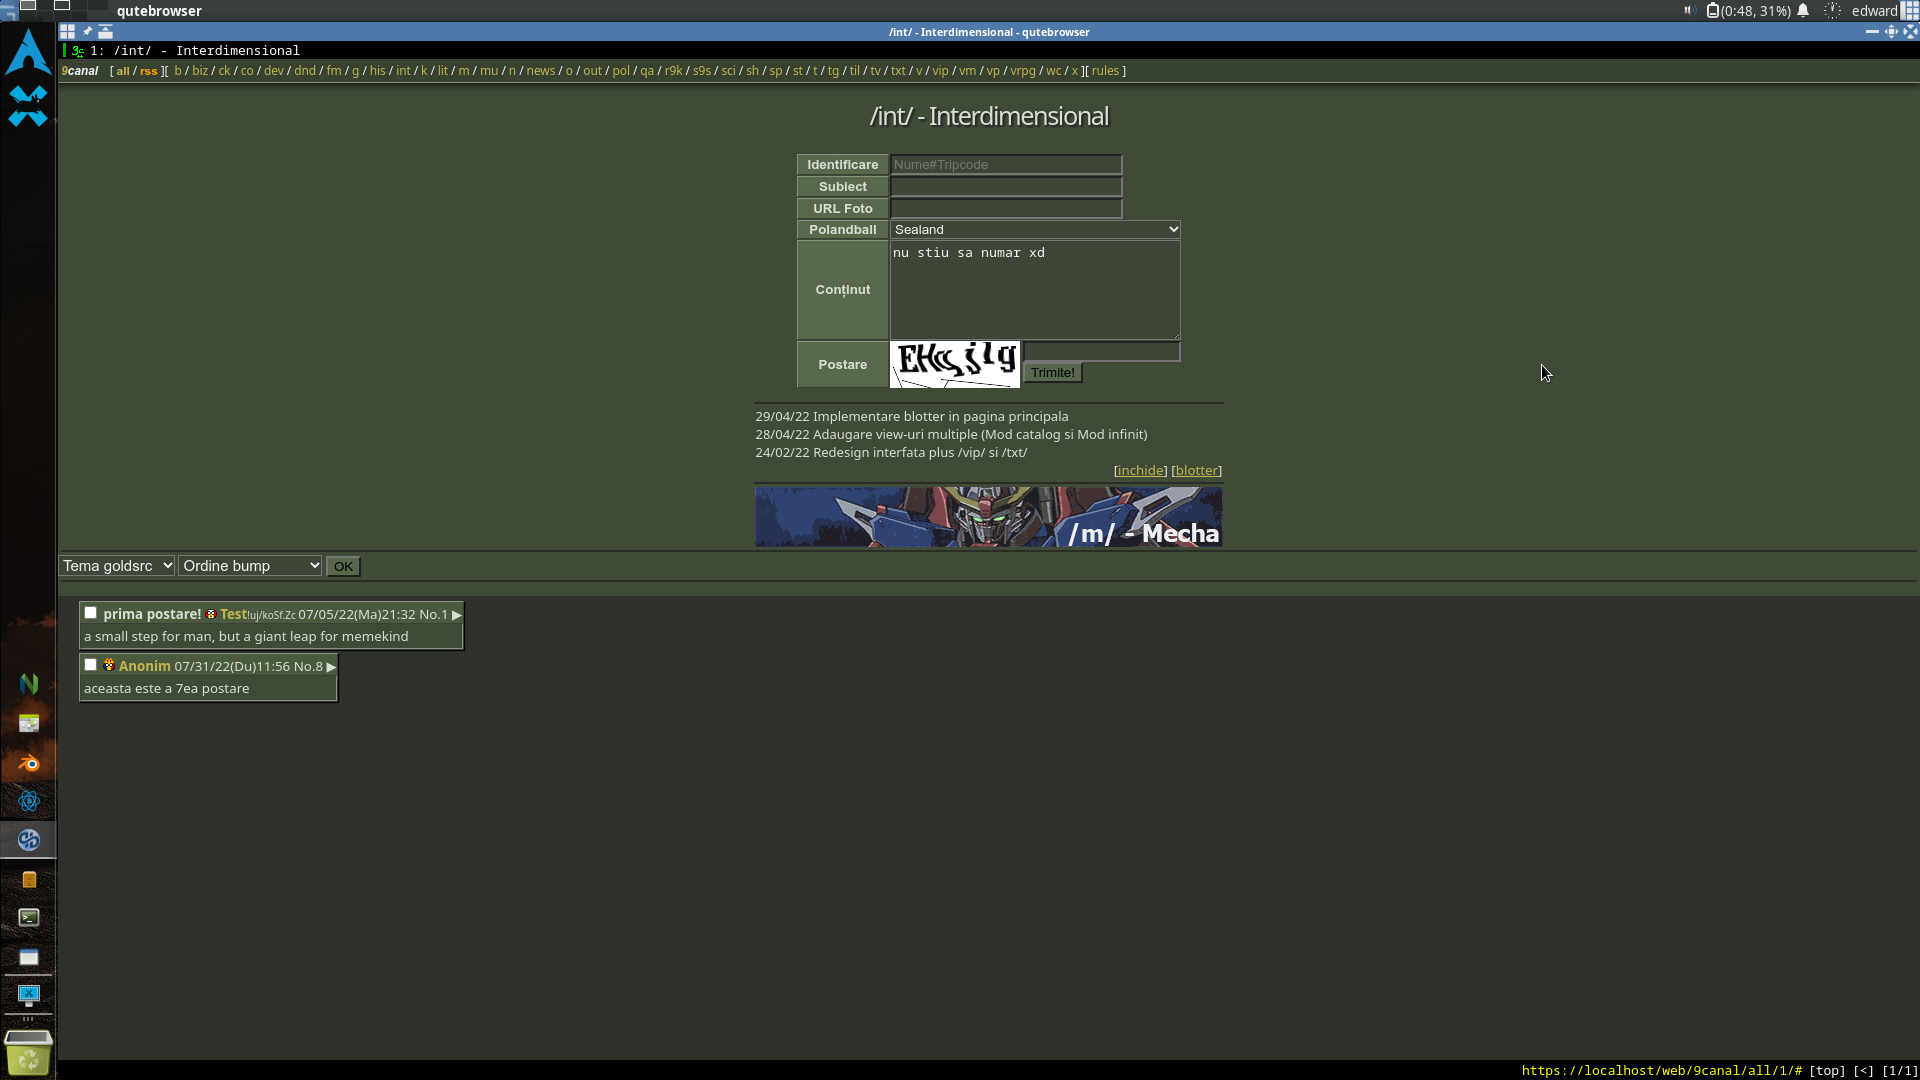 qutebrowser
(0:48, 31%)
edward
/int/ - Interdimensional - qutebrowser
1: /int/ - Interdimensional
9canal [ all / rss ][ b / biz / ck / co / dev / dnd / fm / g / his / int / k / lit / m / mu / n / news / o / out / pol / qa / r9k / s9s / sci / sh / sp / st / t / tg / til / tv / txt / v / vip / vm / vp / vrpg / wc / x ][ rules ]
/int/ - Interdimensional
Identificare Nume#Tripcode
Subiect
URL Foto
Polandball Sealand
Conținut nu stiu sa numar xd
Postare
Trimite!
29/04/22 Implementare blotter in pagina principala
28/04/22 Adaugare view-uri multiple (Mod catalog si Mod infinit)
24/02/22 Redesign interfata plus /vip/ si /txt/
[inchide] [blotter]
/m/ - Mecha
Tema goldsrc Ordine bump OK
prima postare! Test!uj/koSf.Zc 07/05/22(Ma)21:32 No.1 ▶
a small step for man, but a giant leap for memekind
Anonim 07/31/22(Du)11:56 No.8 ▶
aceasta este a 7ea postare
https://localhost/web/9canal/all/1/# [top] [<] [1/1]